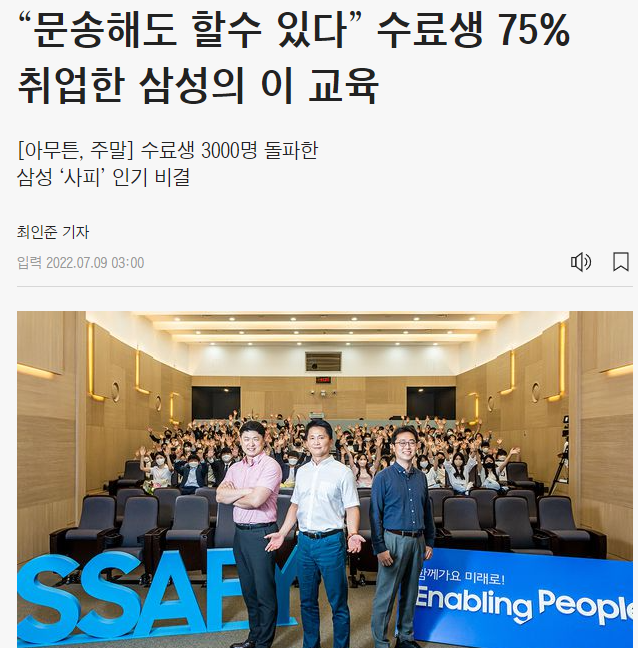 “문송해도 할수 있다” 수료생 75%
취업한 삼성의 이 교육
[아무튼, 주말] 수료생 3000명 돌파한
삼성 ‘사피’ 인기 비결
최인준 기자
입력 2022.07.09 03:00
SSAFY
함께가요 미래로!
Enabling People